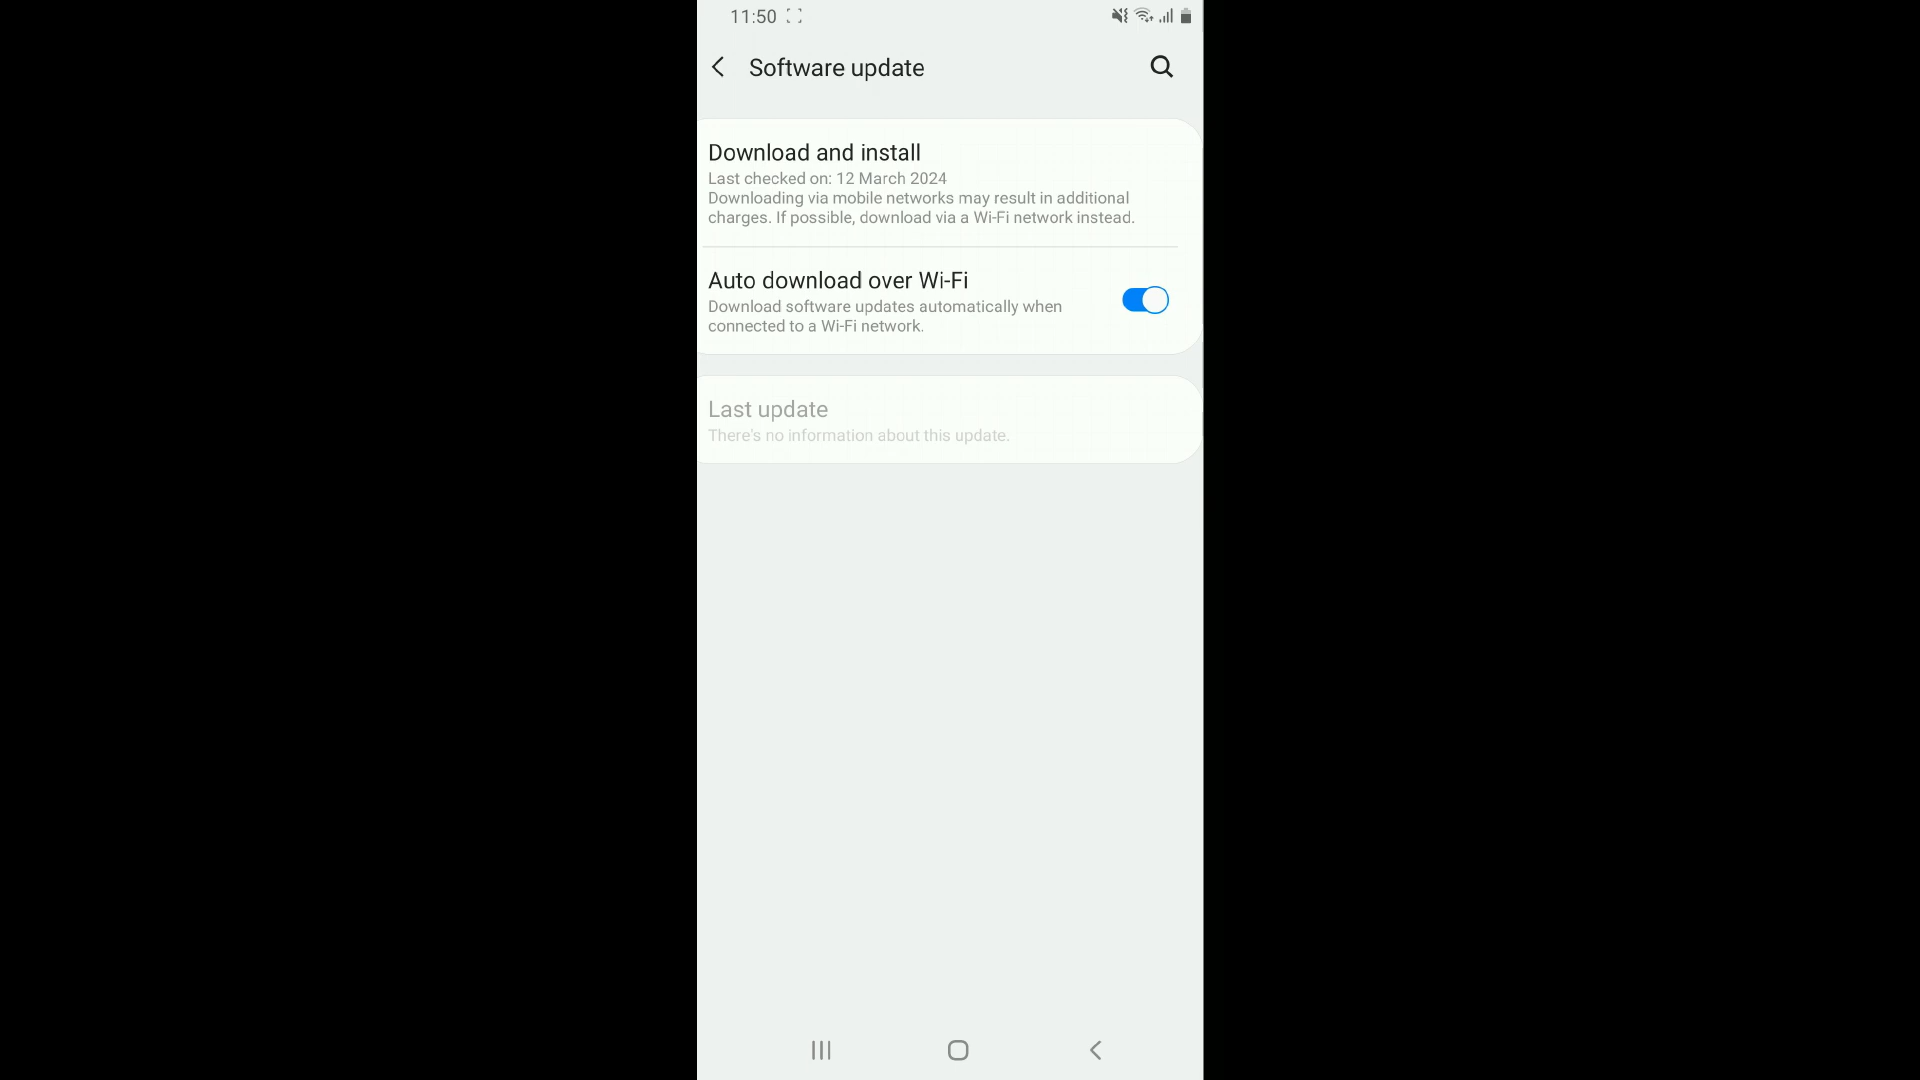 11:50
Software update
Download and install
Last checked on: 12 March 2024
Downloading via mobile networks may result in additional
charges. If possible, download via a Wi-Fi network instead.
Auto download over Wi-Fi
Download software updates automatically when
connected to a Wi-Fi network.
Last update
There's no information about this update.